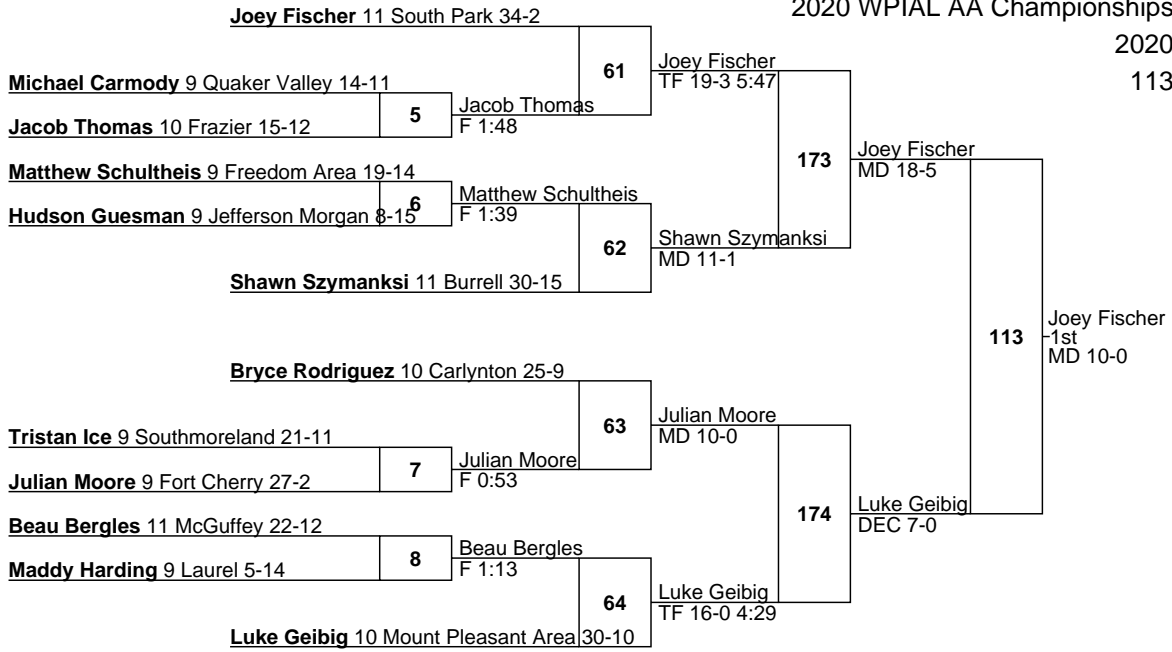 2020 WPIAL AA Championships
2020
113
Joey Fischer 11 South Park 34-2
61
Joey Fischer
TF 19-3 5:47
Michael Carmody 9 Quaker Valley 14-11
5
Jacob Thomas
F 1:48
Jacob Thomas 10 Frazier 15-12
173
Joey Fischer
MD 18-5
Matthew Schultheis 9 Freedom Area 19-14
6
Matthew Schultheis
F 1:39
Hudson Guesman 9 Jefferson Morgan 8-15
62
Shawn Szymanksi
MD 11-1
Shawn Szymanksi 11 Burrell 30-15
113
Joey Fischer
1st
MD 10-0
Bryce Rodriguez 10 Carlynton 25-9
63
Julian Moore
MD 10-0
Tristan Ice 9 Southmoreland 21-11
7
Julian Moore
F 0:53
Julian Moore 9 Fort Cherry 27-2
174
Luke Geibig
DEC 7-0
Beau Bergles 11 McGuffey 22-12
8
Beau Bergles
F 1:13
Maddy Harding 9 Laurel 5-14
64
Luke Geibig
TF 16-0 4:29
Luke Geibig 10 Mount Pleasant Area 30-10